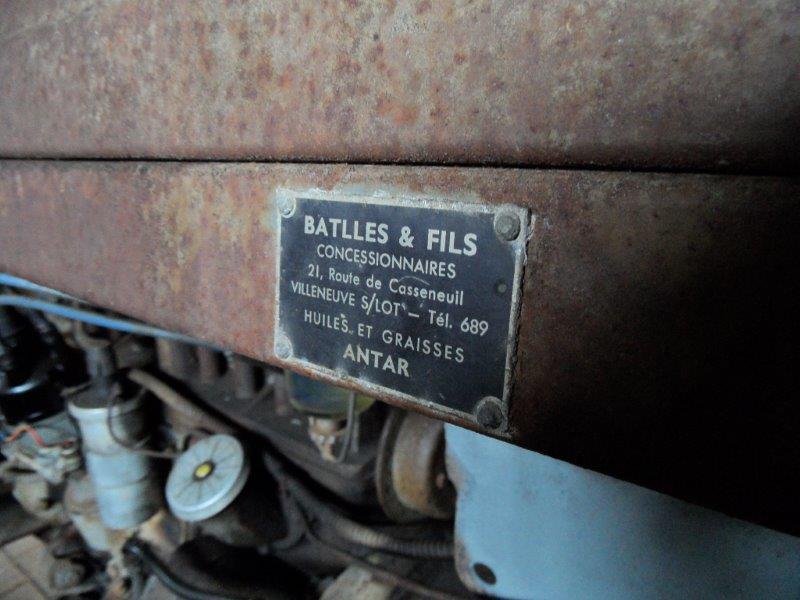 BATLLES & FILS
CONCESSIONNAIRES
21, Route de Casseneuil
VILLENEUVE S/LOT – Tél. 689
HUILES ET GRAISSES
ANTAR